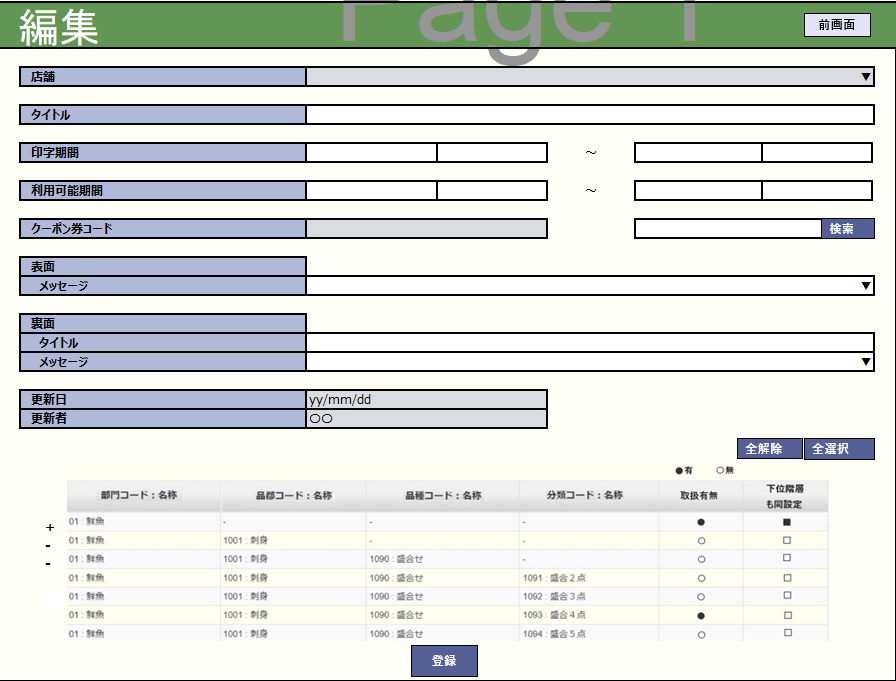 Page 1
編集 前画面
店舗 ▼
タイトル
印字期間 ～
利用可能期間 ～
クーポン券コード 検索
表面
メッセージ ▼
裏面
タイトル
メッセージ ▼
更新日 yy/mm/dd
更新者 〇〇
全解除 全選択
●有 ○無
部門コード：名称 品郡コード：名称 品種コード：名称 分類コード：名称 取扱有無 下位階層
も同設定
+ 01 : 鮮魚 - - - ● ■
- 01 : 鮮魚 1001 : 刺身 - - ○ □
- 01 : 鮮魚 1001 : 刺身 1090 : 盛合せ - ○ □
01 : 鮮魚 1001 : 刺身 1090 : 盛合せ 1091 : 盛合２点 ○ □
01 : 鮮魚 1001 : 刺身 1090 : 盛合せ 1092 : 盛合３点 ○ □
01 : 鮮魚 1001 : 刺身 1090 : 盛合せ 1093 : 盛合４点 ● □
01 : 鮮魚 1001 : 刺身 1090 : 盛合せ 1094 : 盛合５点 ○ □
登録